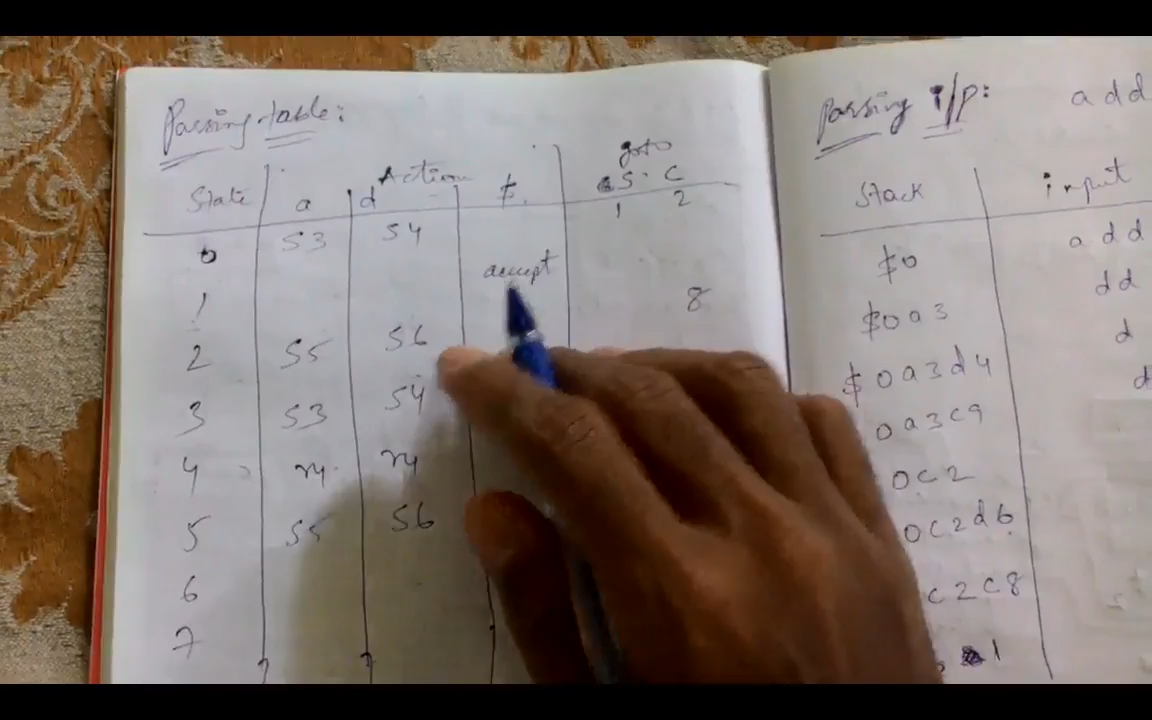 Parsing table:
State a d Action $ goto S C
1 2
0 S3 S4
1 accept
2 S5 S6 8
3 S3 S4
4 r4 r4
5 S5 S6
6
7
Parsing i/p: add
Stack input
$0 add
$0a3 dd
$0a3d4 d
0a3C9 d
0C2
0C2d6
C2C8
1